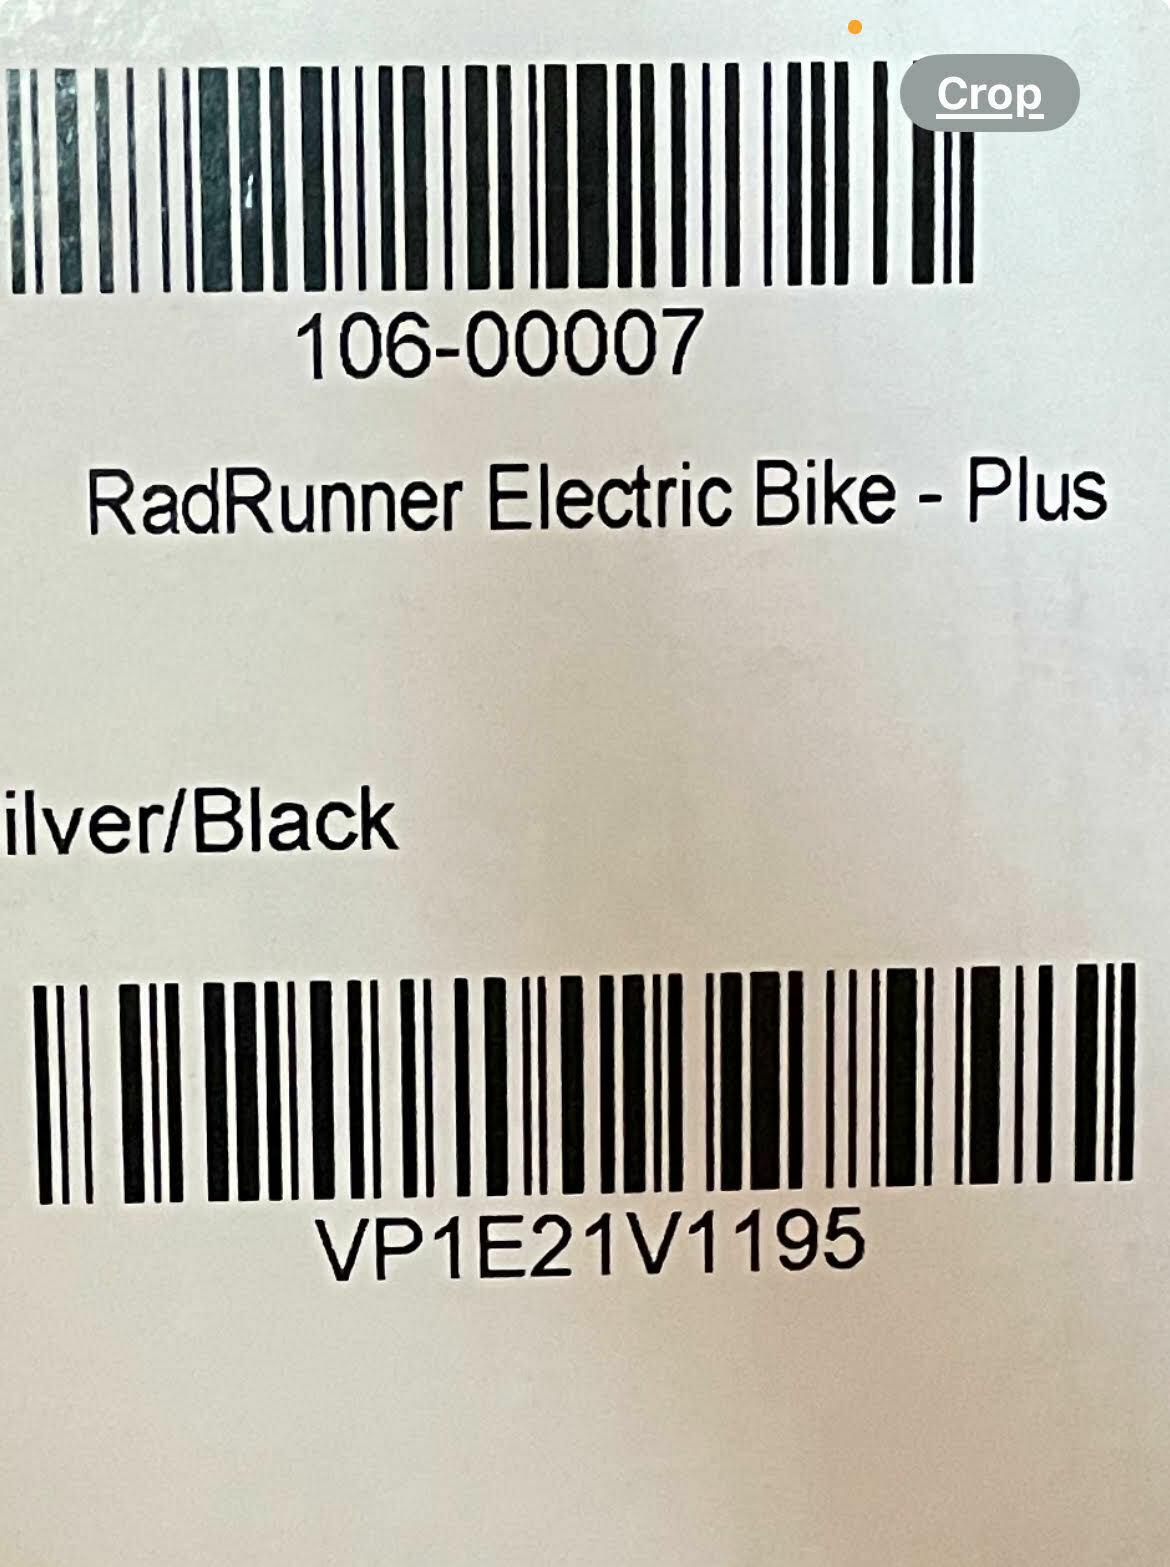 Crop
106-00007
RadRunner Electric Bike - Plus
ilver/Black
VP1E21V1195